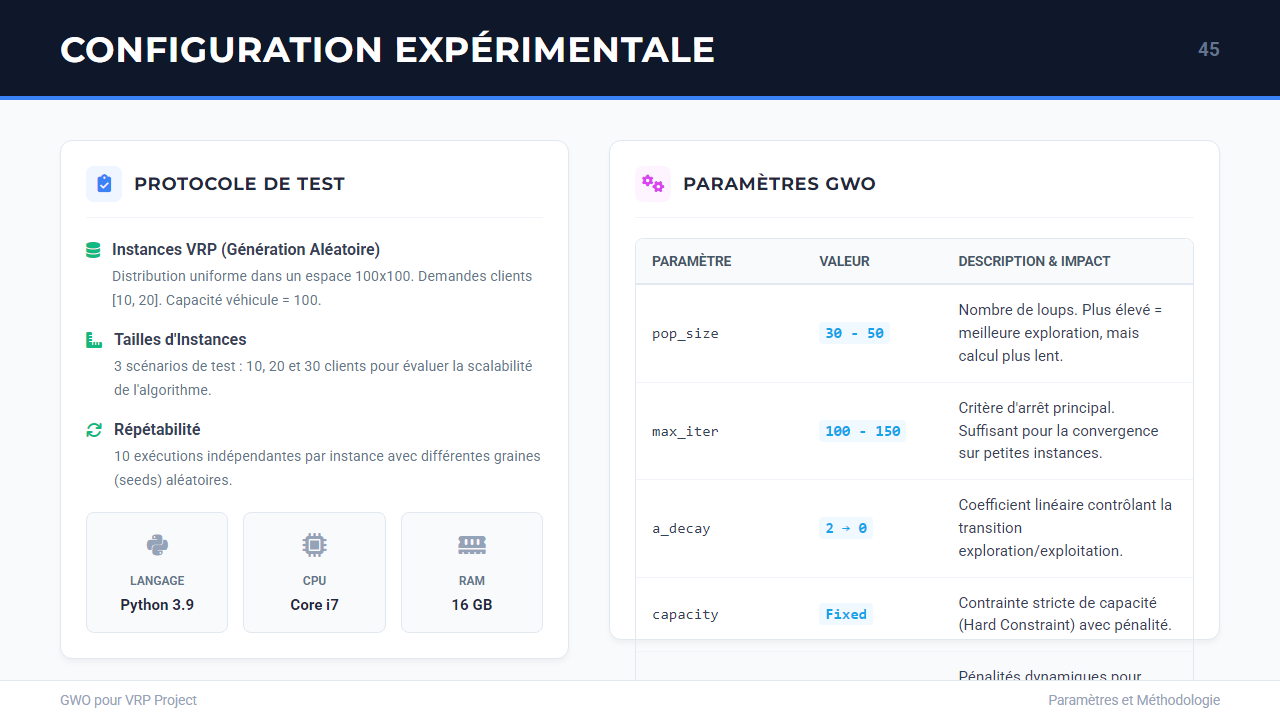 CONFIGURATION EXPÉRIMENTALE
45
PROTOCOLE DE TEST
Instances VRP (Génération Aléatoire)
Distribution uniforme dans un espace 100x100. Demandes clients
[10, 20]. Capacité véhicule = 100.
Tailles d'Instances
3 scénarios de test : 10, 20 et 30 clients pour évaluer la scalabilité
de l'algorithme.
Répétabilité
10 exécutions indépendantes par instance avec différentes graines
(seeds) aléatoires.
LANGAGE
Python 3.9
CPU
Core i7
RAM
16 GB
PARAMÈTRES GWO
PARAMÈTRE VALEUR DESCRIPTION & IMPACT
pop_size
30 - 50
Nombre de loups. Plus élevé =
meilleure exploration, mais
calcul plus lent.
max_iter
100 - 150
Critère d'arrêt principal.
Suffisant pour la convergence
sur petites instances.
a_decay
2 → 0
Coefficient linéaire contrôlant la
transition
exploration/exploitation.
capacity
Fixed
Contrainte stricte de capacité
(Hard Constraint) avec pénalité.
Pénalités dynamiques pour
GWO pour VRP Project
Paramètres et Méthodologie